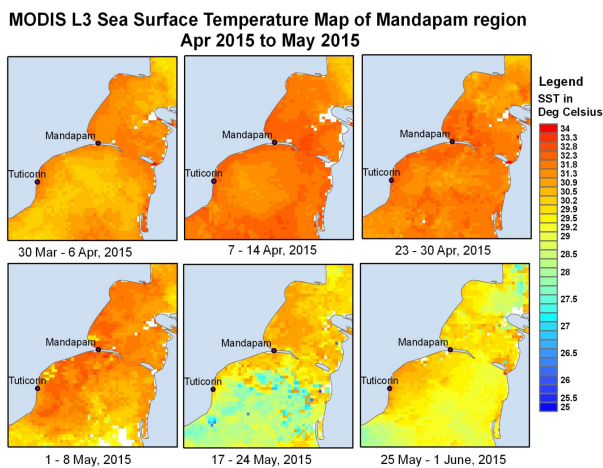 MODIS L3 Sea Surface Temperature Map of Mandapam region
Apr 2015 to May 2015
Mandapam
Tuticorin
30 Mar - 6 Apr, 2015
Mandapam
Tuticorin
7 - 14 Apr, 2015
Mandapam
Tuticorin
23 - 30 Apr, 2015
Mandapam
Tuticorin
1 - 8 May, 2015
Mandapam
Tuticorin
17 - 24 May, 2015
Mandapam
Tuticorin
25 May - 1 June, 2015
Legend
SST in
Deg Celsius
34
33.3
32.8
32.3
31.8
31.3
30.9
30.5
30.2
29.9
29.5
29.2
29
28.5
28
27.5
27
26.5
26
25.5
25